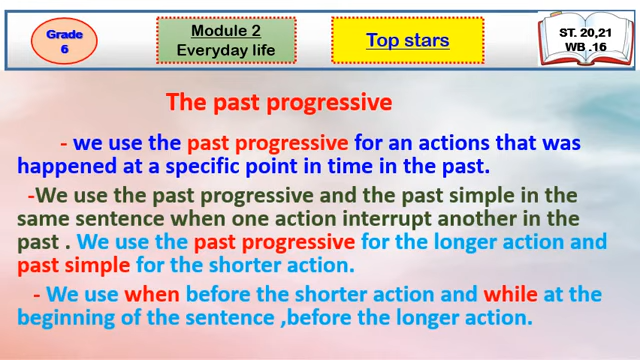 Grade
6
Module 2
Everyday life
Top stars
ST. 20,21
WB .16
The past progressive
- we use the past progressive for an actions that was
happened at a specific point in time in the past.
-We use the past progressive and the past simple in the
same sentence when one action interrupt another in the
past . We use the past progressive for the longer action and
past simple for the shorter action.
- We use when before the shorter action and while at the
beginning of the sentence ,before the longer action.